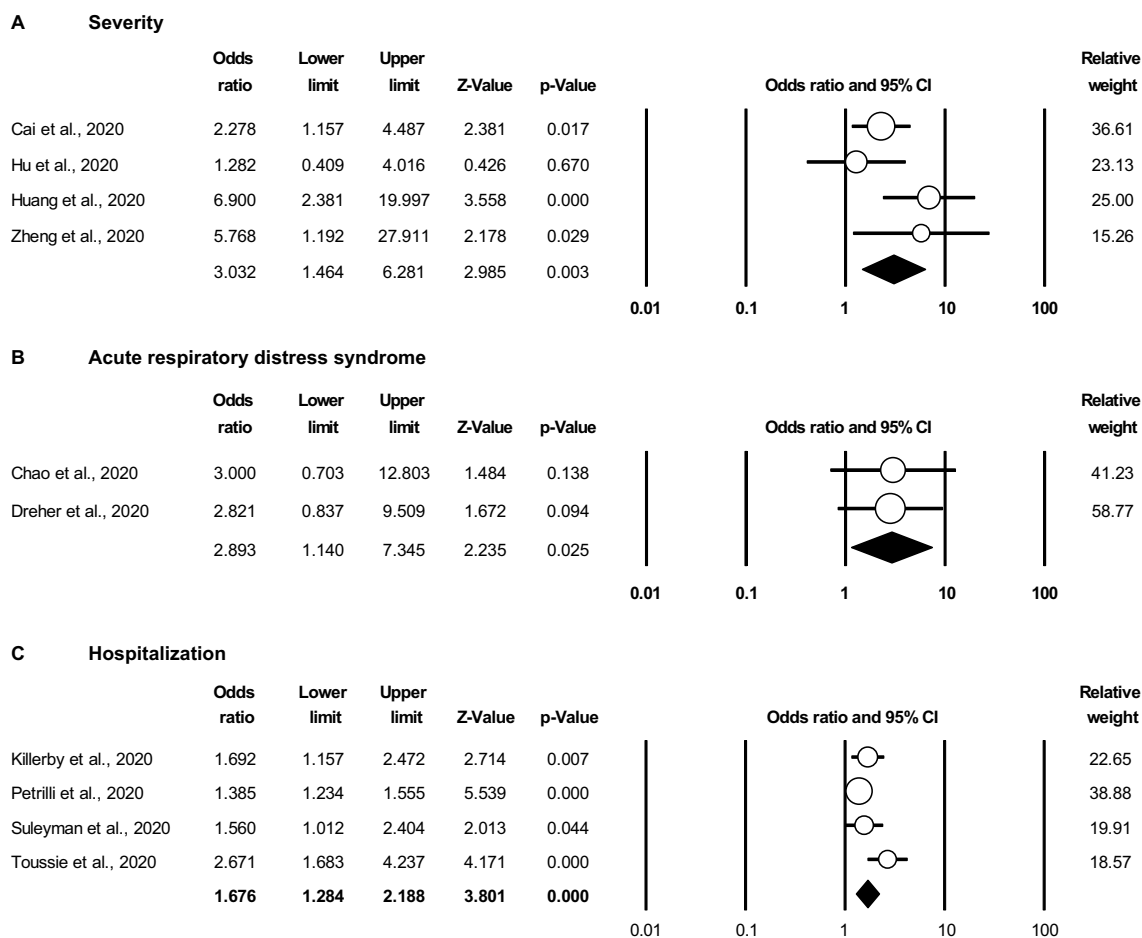 A Severity
Odds Lower Upper Relative
ratio limit limit Z-Value p-Value Odds ratio and 95% CI weight
Cai et al., 2020 2.278 1.157 4.487 2.381 0.017 36.61
Hu et al., 2020 1.282 0.409 4.016 0.426 0.670 23.13
Huang et al., 2020 6.900 2.381 19.997 3.558 0.000 25.00
Zheng et al., 2020 5.768 1.192 27.911 2.178 0.029 15.26
3.032 1.464 6.281 2.985 0.003
0.01 0.1 1 10 100
B Acute respiratory distress syndrome
Odds Lower Upper Relative
ratio limit limit Z-Value p-Value Odds ratio and 95% CI weight
Chao et al., 2020 3.000 0.703 12.803 1.484 0.138 41.23
Dreher et al., 2020 2.821 0.837 9.509 1.672 0.094 58.77
2.893 1.140 7.345 2.235 0.025
0.01 0.1 1 10 100
C Hospitalization
Odds Lower Upper Relative
ratio limit limit Z-Value p-Value Odds ratio and 95% CI weight
Killerby et al., 2020 1.692 1.157 2.472 2.714 0.007 22.65
Petrilli et al., 2020 1.385 1.234 1.555 5.539 0.000 38.88
Suleyman et al., 2020 1.560 1.012 2.404 2.013 0.044 19.91
Toussie et al., 2020 2.671 1.683 4.237 4.171 0.000 18.57
1.676 1.284 2.188 3.801 0.000
0.01 0.1 1 10 100